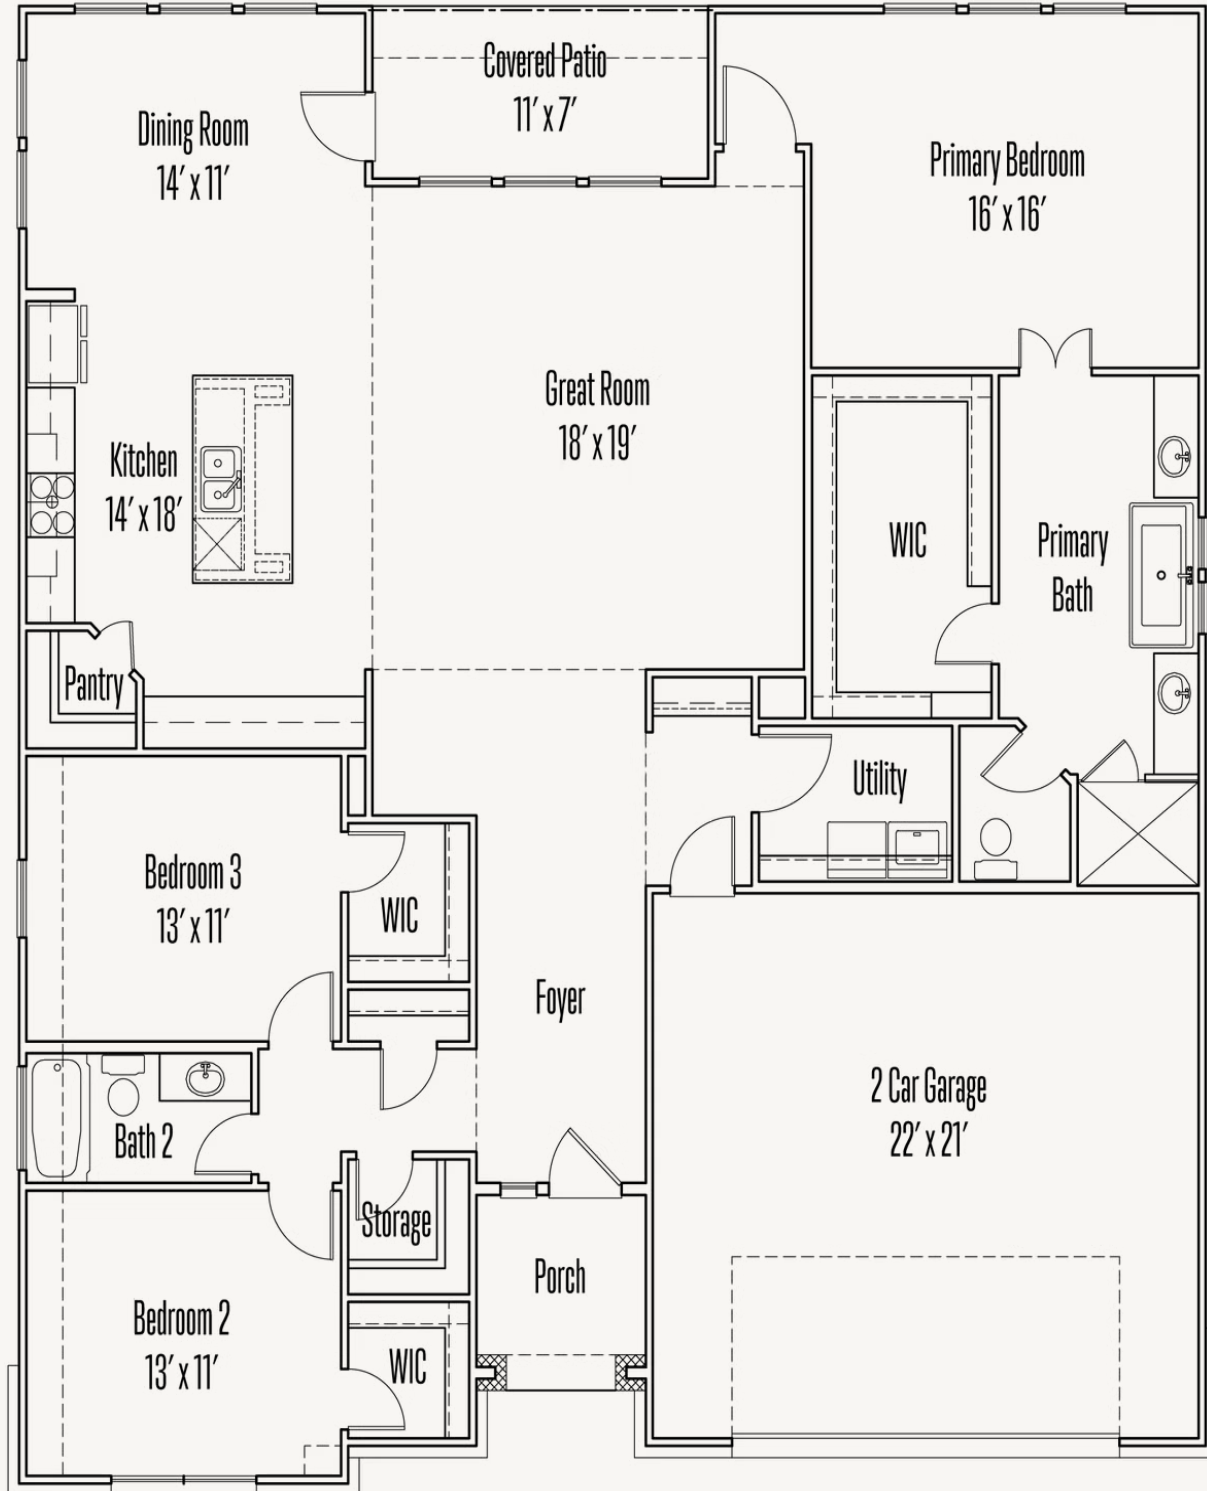 Covered Patio
11' x 7'
Dining Room
14' x 11'
Primary Bedroom
16' x 16'
Great Room
18' x 19'
Kitchen
14' x 18'
WIC
Primary
Bath
Pantry
Utility
Bedroom 3
13' x 11'
WIC
Foyer
2 Car Garage
22' x 21'
Bath 2
Storage
Porch
Bedroom 2
13' x 11'
WIC